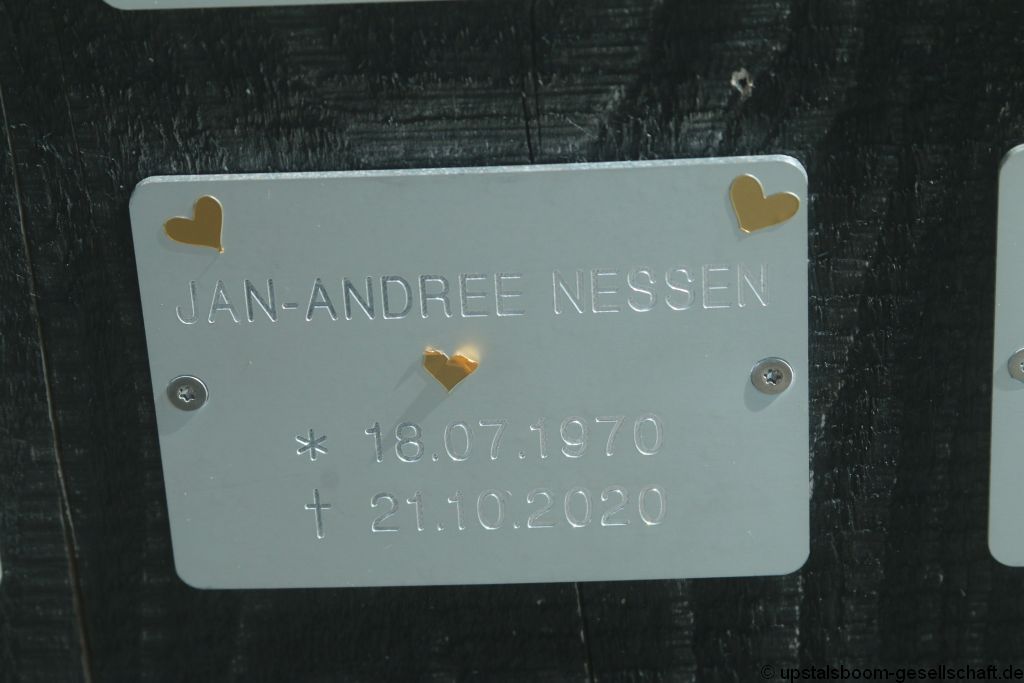 JAN-ANDREE NESSEN
* 18.07.1970
† 21.10.2020
© upstalsboom-gesellschaft.de